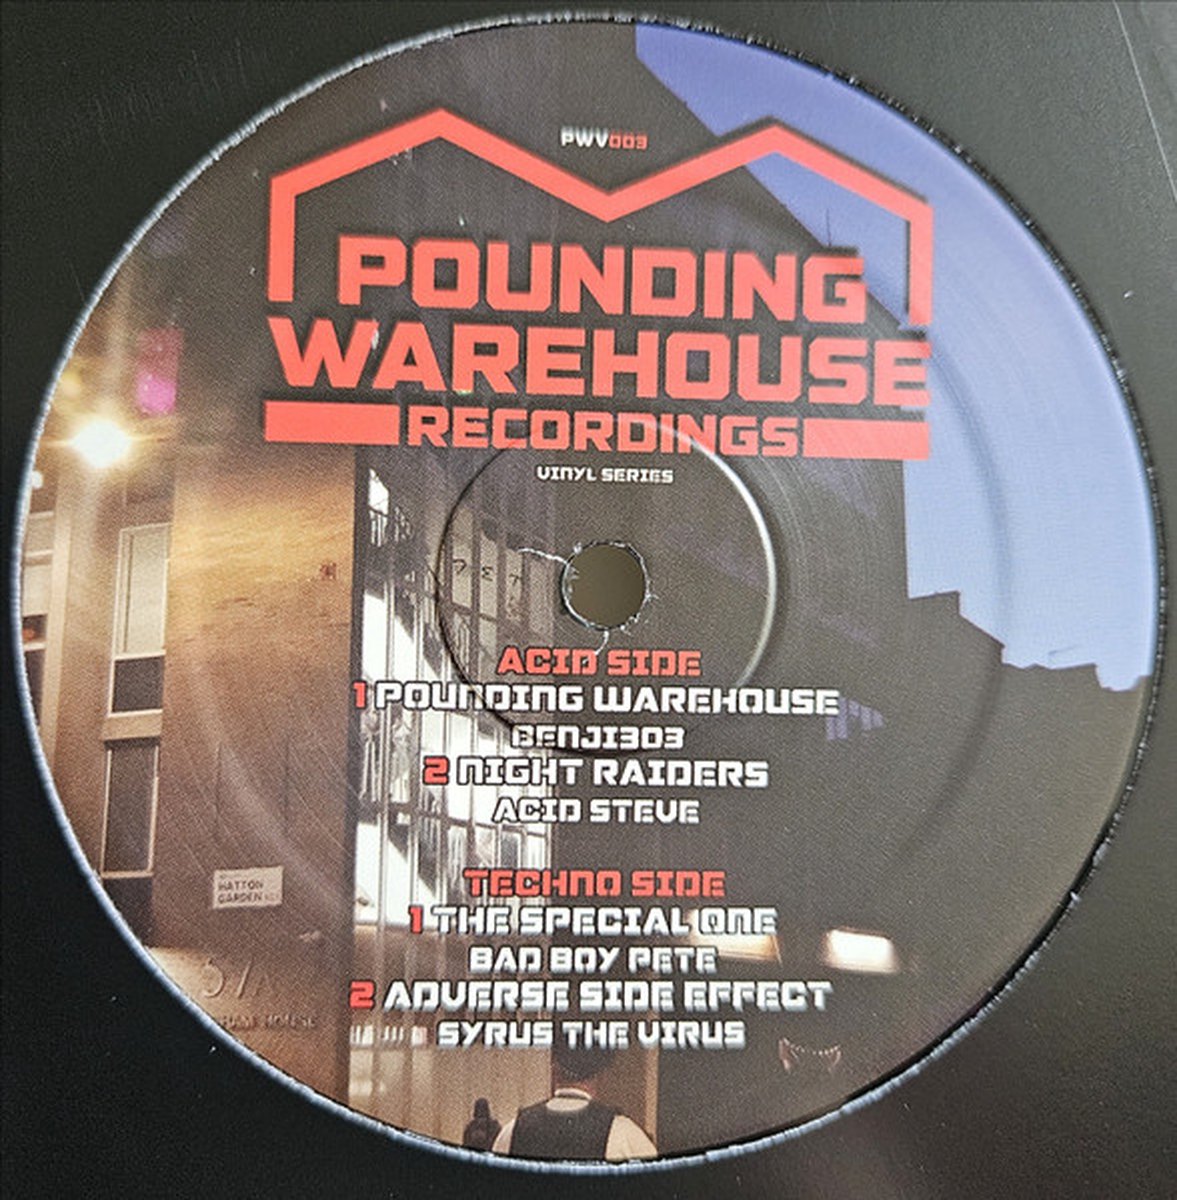 PWV003
POUNDING
WAREHOUSE
RECORDINGS
VINYL SERIES
ACID SIDE
1 POUNDING WAREHOUSE
BENJI303
2 NIGHT RAIDERS
ACID STEVE
HATTON
GARDEN
TECHNO SIDE
1 THE SPECIAL ONE
BAD BOY PETE
2 ADVERSE SIDE EFFECT
SYRUS THE VIRUS
HOUSE